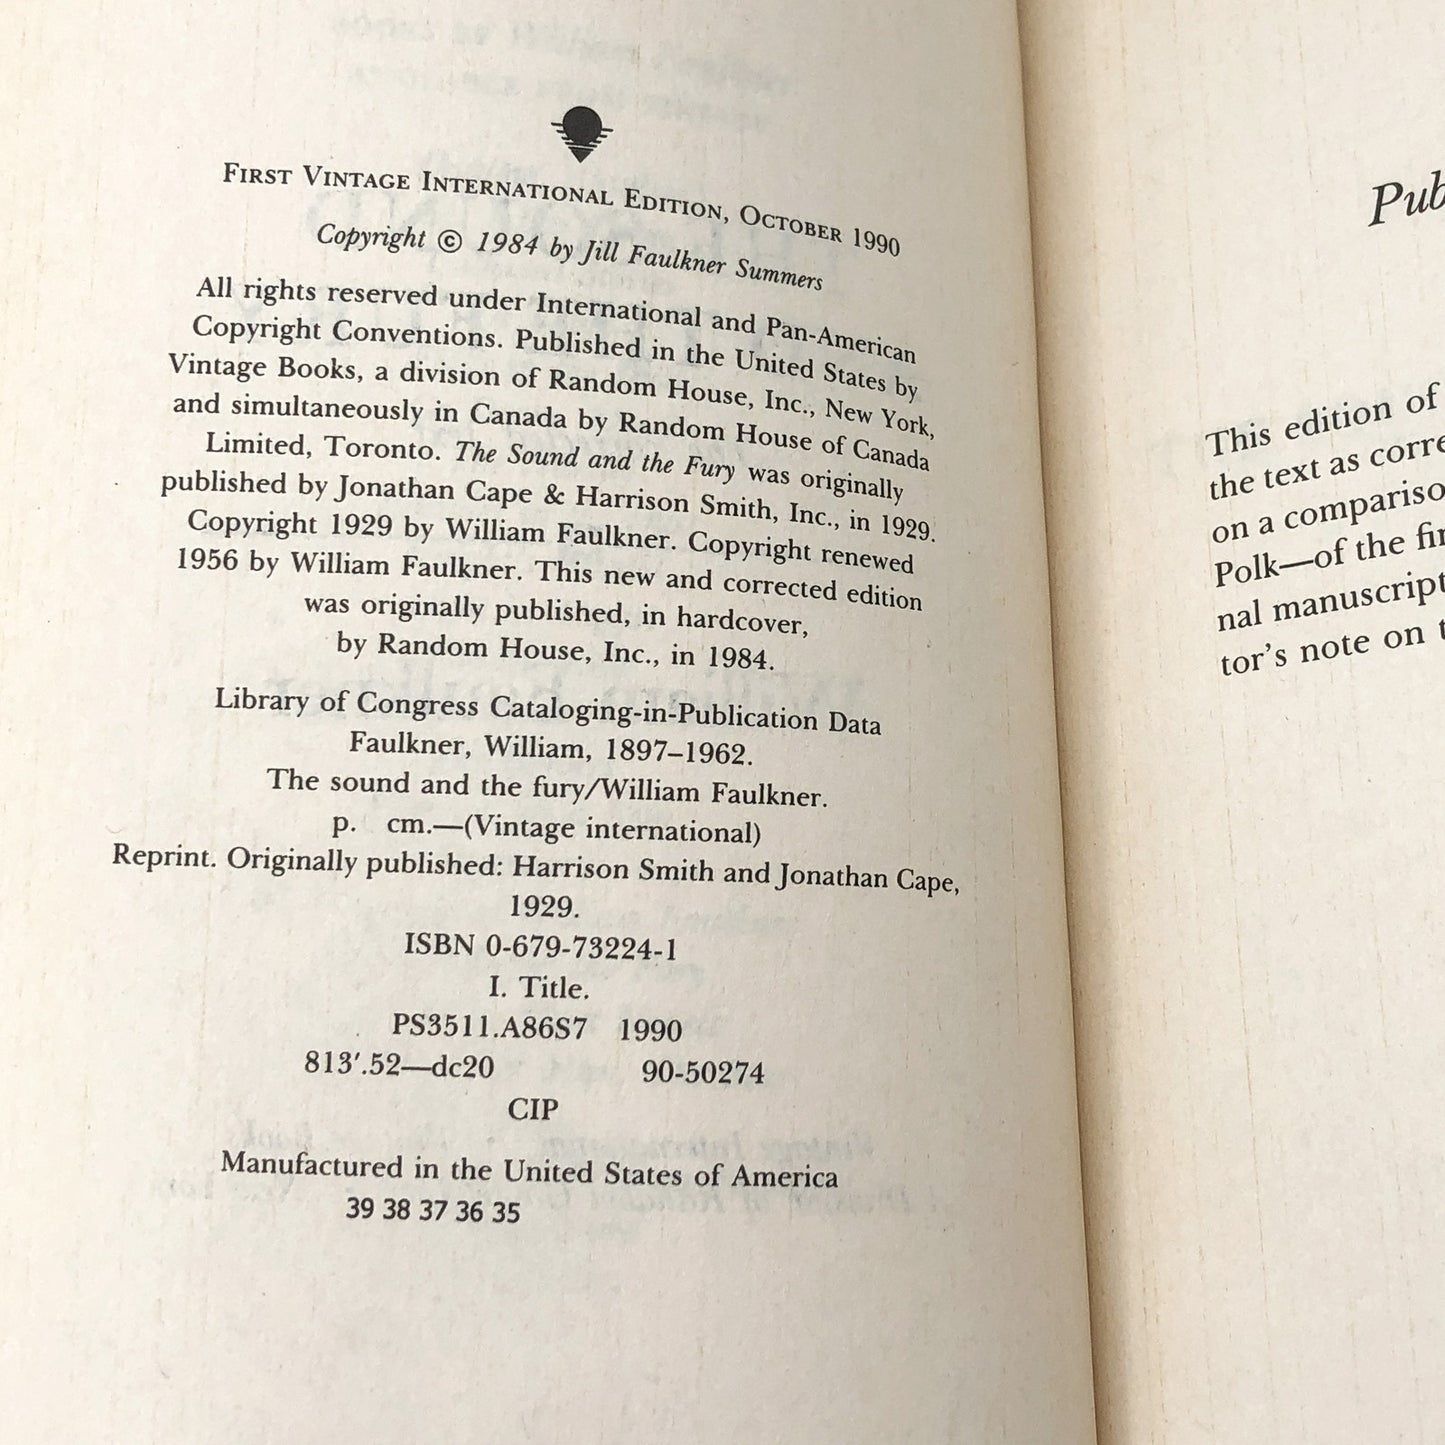 First Vintage International Edition, October 1990
Copyright © 1984 by Jill Faulkner Summers
All rights reserved under International and Pan-American
Copyright Conventions. Published in the United States by
Vintage Books, a division of Random House, Inc., New York,
and simultaneously in Canada by Random House of Canada
Limited, Toronto. The Sound and the Fury was originally
published by Jonathan Cape & Harrison Smith, Inc., in 1929.
Copyright 1929 by William Faulkner. Copyright renewed
1956 by William Faulkner. This new and corrected edition
was originally published, in hardcover,
by Random House, Inc., in 1984.
Library of Congress Cataloging-in-Publication Data
Faulkner, William, 1897–1962.
The sound and the fury/William Faulkner.
p. cm.—(Vintage international)
Reprint. Originally published: Harrison Smith and Jonathan Cape,
1929.
ISBN 0-679-73224-1
I. Title.
PS3511.A86S7 1990
813'.52—dc20 90-50274
CIP
Manufactured in the United States of America
39 38 37 36 35
Pub
This edition of
the text as corre
on a compariso
Polk—of the fir
nal manuscript
tor's note on t